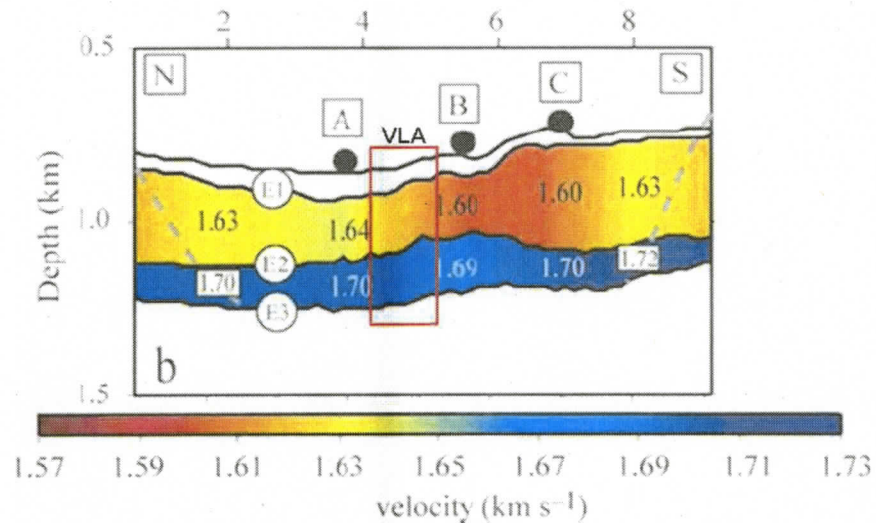 2 4 6 8
0.5
N S
C
B
A
VLA
E1
1.0
1.63 1.64 1.60 1.60 1.63
E2
1.70 1.70 1.69 1.70 1.72
E3
b
1.5
Depth (km)
1.57 1.59 1.61 1.63 1.65 1.67 1.69 1.71 1.73
velocity (km s⁻¹)